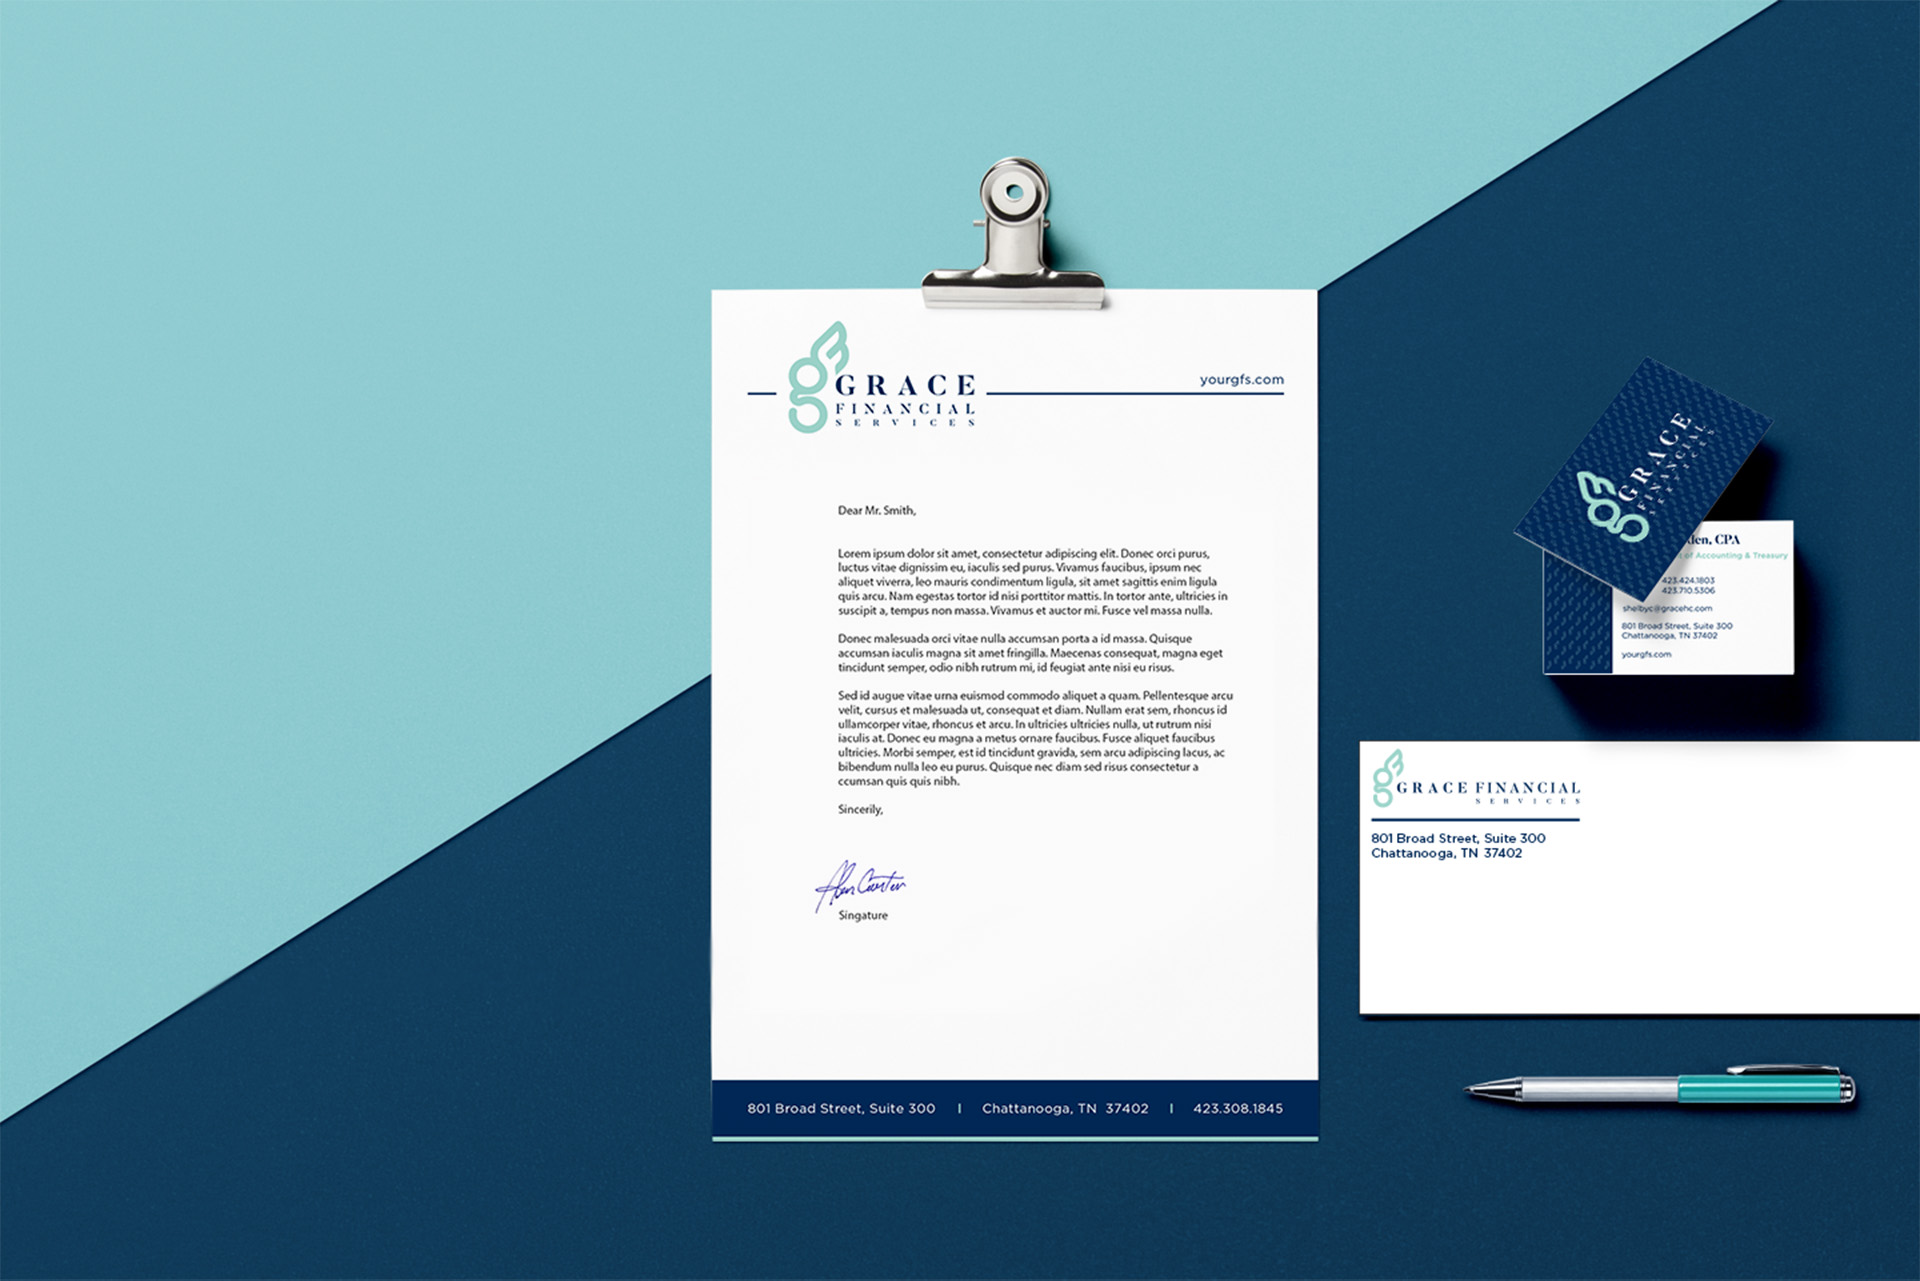 GRACE
FINANCIAL
SERVICES
yourgfs.com
Dear Mr. Smith,
Lorem ipsum dolor sit amet, consectetur adipiscing elit. Donec orci purus,
luctus vitae dignissim eu, iaculis sed purus. Vivamus faucibus, ipsum nec
aliquet viverra, leo mauris condimentum ligula, sit amet sagittis enim ligula
quis arcu. Nam egestas tortor id nisi porttitor mattis. In tortor ante, ultricies in
suscipit a, tempus non massa. Vivamus et auctor mi. Fusce vel massa nulla.
Donec malesuada orci vitae nulla accumsan porta a id massa. Quisque
accumsan iaculis magna sit amet fringilla. Maecenas consequat, magna eget
tincidunt semper, odio nibh rutrum mi, id feugiat ante nisi eu risus.
Sed id augue vitae urna euismod commodo aliquet a quam. Pellentesque arcu
velit, cursus et malesuada ut, consequat et diam. Nullam erat sem, rhoncus id
ullamcorper vitae, rhoncus et arcu. In ultricies ultricies nulla, ut rutrum nisi
iaculis at. Donec eu magna a metus ornare faucibus. Fusce aliquet faucibus
ultricies. Morbi semper, est id tincidunt gravida, sem arcu adipiscing lacus, ac
bibendum nulla leo eu purus. Quisque nec diam sed risus consectetur a
ccumsan quis quis nibh.
Sincerily,
Singature
801 Broad Street, Suite 300 | Chattanooga, TN 37402 | 423.308.1845
GRACE
FINANCIAL
SERVICES
CPA
of Accounting & Treasury
423.424.1803
423.710.5306
shelbyc@gracehc.com
801 Broad Street, Suite 300
Chattanooga, TN 37402
yourgfs.com
GRACE FINANCIAL
SERVICES
801 Broad Street, Suite 300
Chattanooga, TN 37402